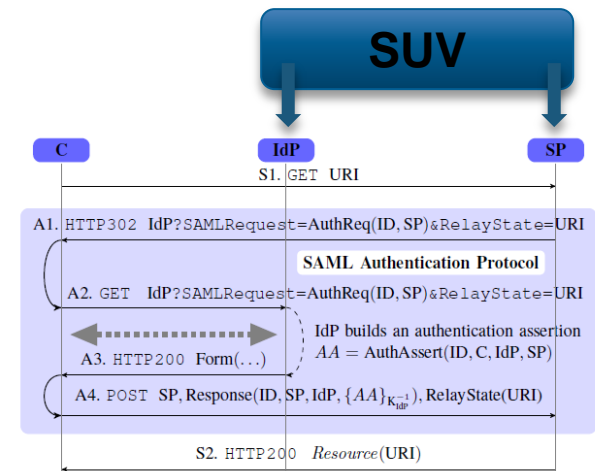 SUV
C IdP SP
S1. GET URI
A1. HTTP302 IdP?SAMLRequest=AuthReq(ID, SP)&RelayState=URI
SAML Authentication Protocol
A2. GET IdP?SAMLRequest=AuthReq(ID, SP)&RelayState=URI
IdP builds an authentication assertion
AA = AuthAssert(ID, C, IdP, SP)
A3. HTTP200 Form(...)
A4. POST SP, Response(ID, SP, IdP, {AA}K_IdP^{-1}), RelayState(URI)
S2. HTTP200 Resource(URI)